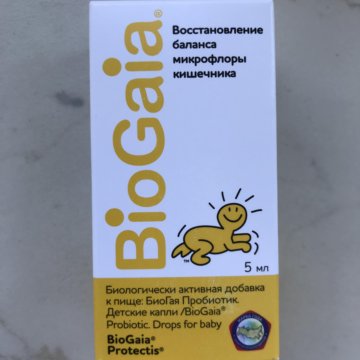 BioGaia®
Восстановление
баланса
микрофлоры
кишечника
™
5 мл
Биологически активная добавка
к пище: БиоГая Пробиотик.
Детские капли /BioGaia®
Probiotic. Drops for baby
BioGaia®
Protectis®